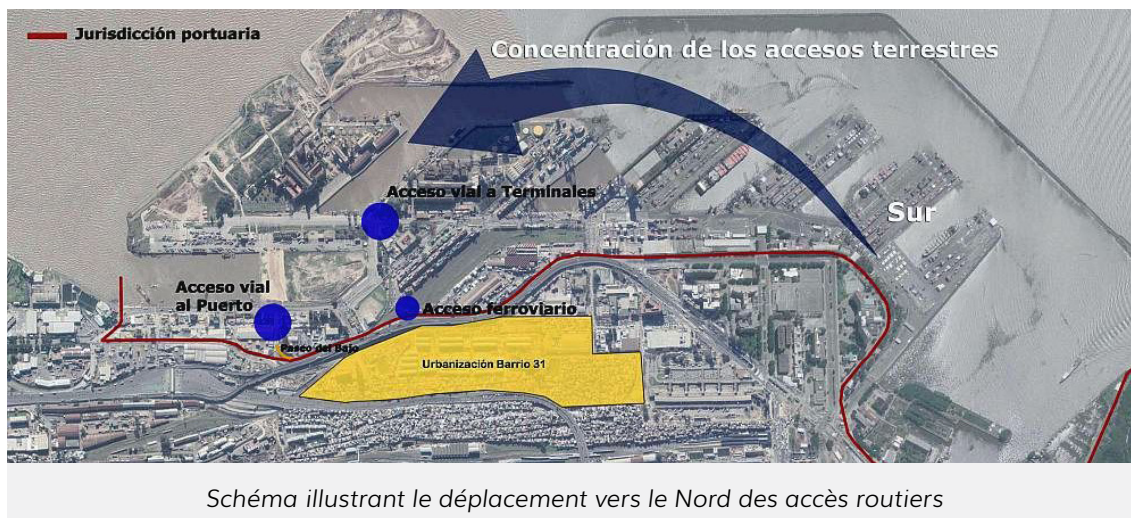 Jurisdicción portuaria
Concentración de los accesos terrestres
Acceso vial a Terminales
Sur
Acceso vial
al Puerto
Acceso ferroviario
Paseo del Bajo
Urbanización Barrio 31
Schéma illustrant le déplacement vers le Nord des accès routiers